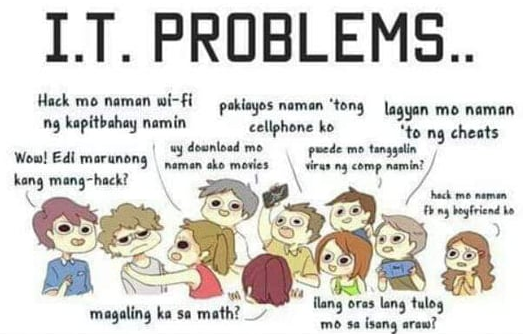 I.T. PROBLEMS..
Hack mo naman wi-fi
ng kapitbahay namin
pakiayos naman 'tong
cellphone ko
lagyan mo naman
'to ng cheats
Wow! Edi marunong
kang mang-hack?
uy download mo
naman ako movies
pwede mo tanggalin
virus ng comp namin?
hack mo naman
fb ng boyfriend ko
magaling ka sa math?
ilang oras lang tulog
mo sa isang araw?